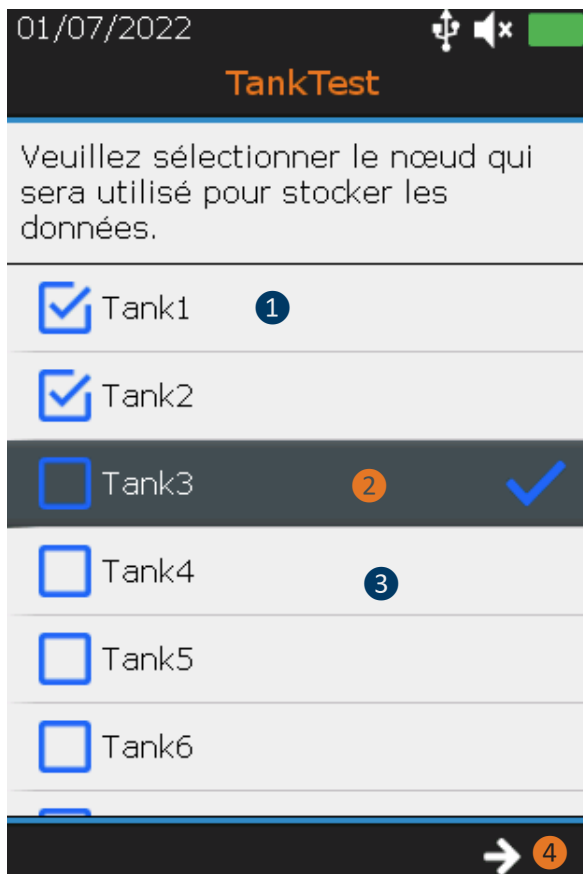 01/07/2022
TankTest
Veuillez sélectionner le nœud qui
sera utilisé pour stocker les
données.
Tank1 1
Tank2
Tank3 2
Tank4 3
Tank5
Tank6
4